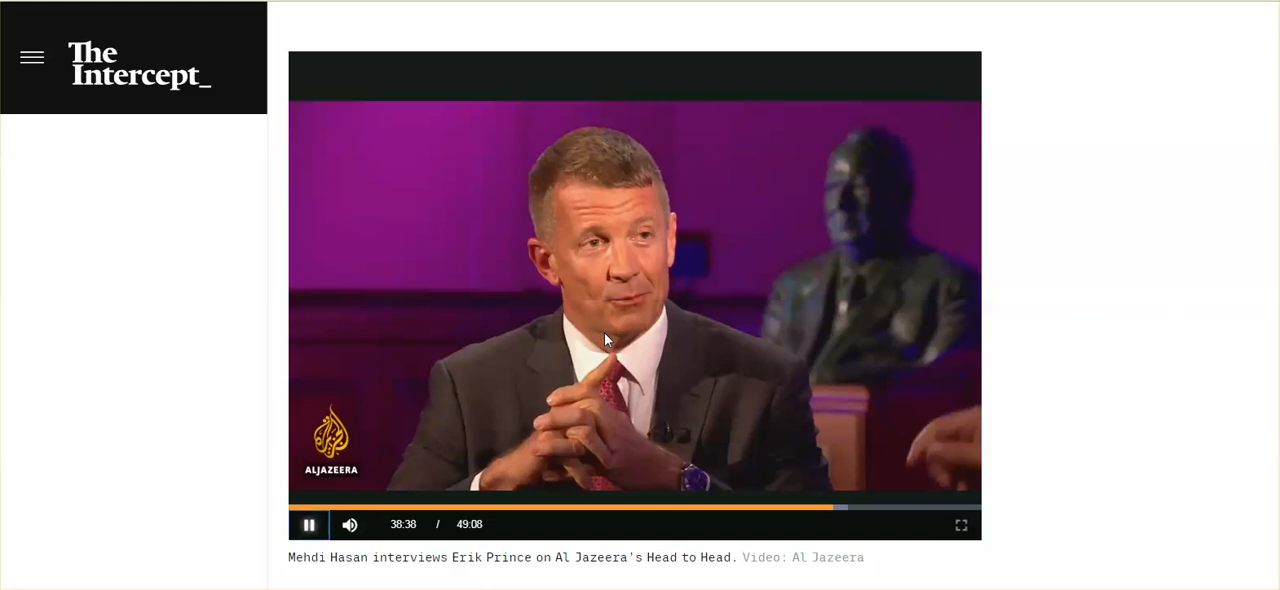 The
Intercept_
ALJAZEERA
38:38 / 49:08
Mehdi Hasan interviews Erik Prince on Al Jazeera’s Head to Head. Video: Al Jazeera